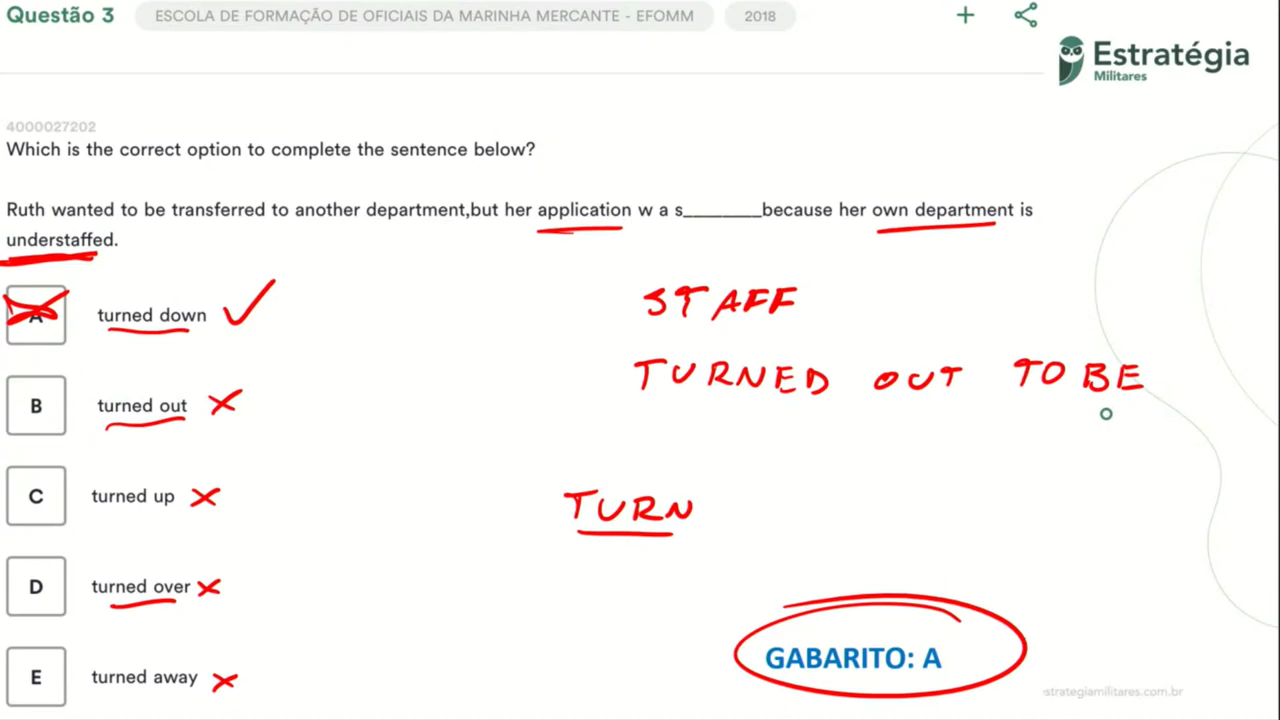 Questão 3 ESCOLA DE FORMAÇÃO DE OFICIAIS DA MARINHA MERCANTE - EFOMM 2018
Estratégia
Militares
4000027202
Which is the correct option to complete the sentence below?
Ruth wanted to be transferred to another department,but her application w a s________because her own department is
understaffed.
A turned down
STAFF
TURNED OUT TO BE
B turned out
C turned up
TURN
D turned over
GABARITO: A
E turned away
estrategiamilitares.com.br